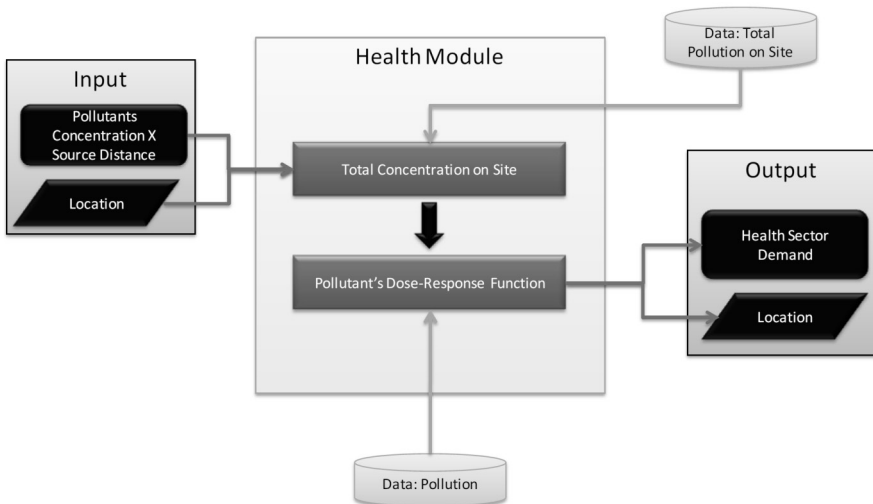 Data: Total
Pollution on Site
Health Module
Input
Pollutants
Concentration X
Source Distance
Location
Total Concentration on Site
Pollutant's Dose-Response Function
Output
Health Sector
Demand
Location
Data: Pollution